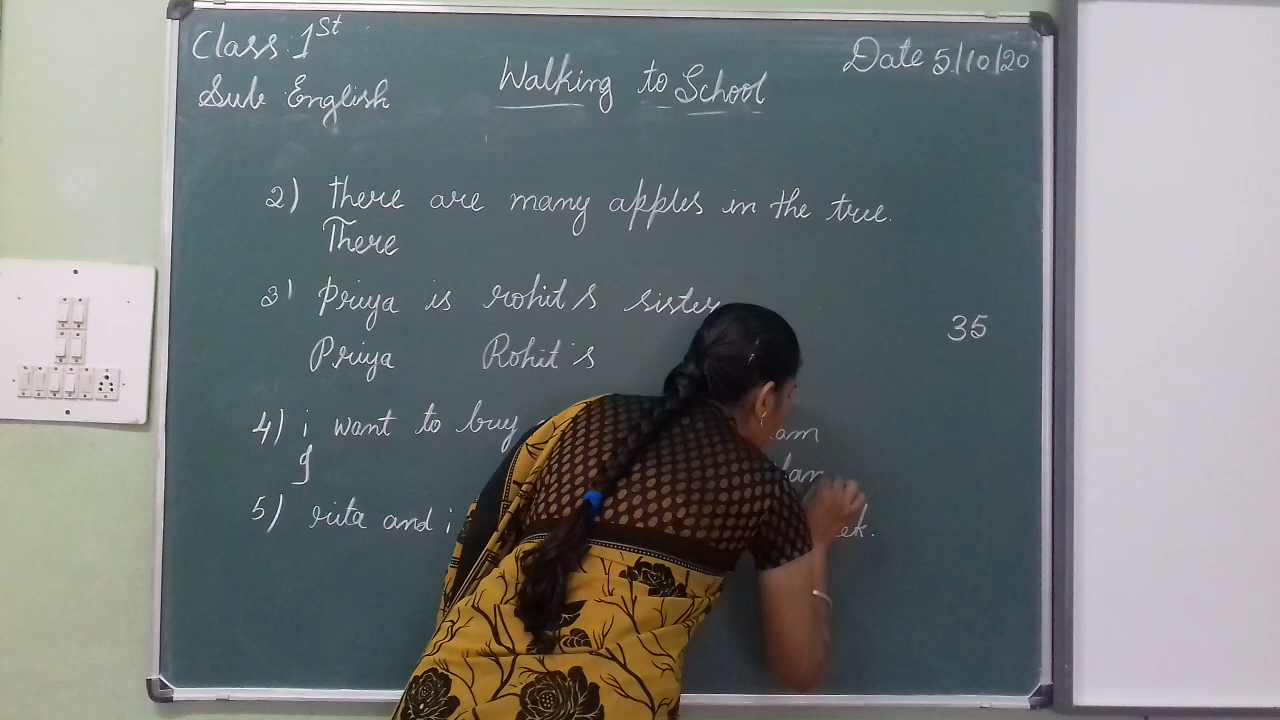 Class 1st
Date 5/10/20
Sub English
Walking to School
2) there are many apples in the tree.
There
3) priya is rohit s sister
Priya Rohit's
35
4) i want to buy
I
5) rita and i